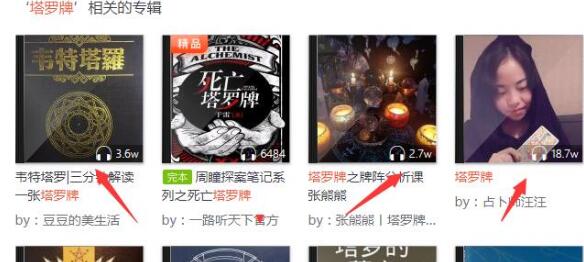 ‘塔罗牌’相关的专辑
韦特塔羅
3.6w
精品
THE
ALCHEMIST
死亡
塔罗牌
6484
2.7w
18.7w
韦特塔罗|三分钟解读
一张塔罗牌
by：豆豆的美生活
完本 周瞳探案笔记系
列之死亡塔罗牌
by：一路听天下官方
塔罗牌之牌阵分析课
张熊熊
by：张熊熊丨塔罗牌...
塔罗牌
by：占卜师汪汪
塔罗的